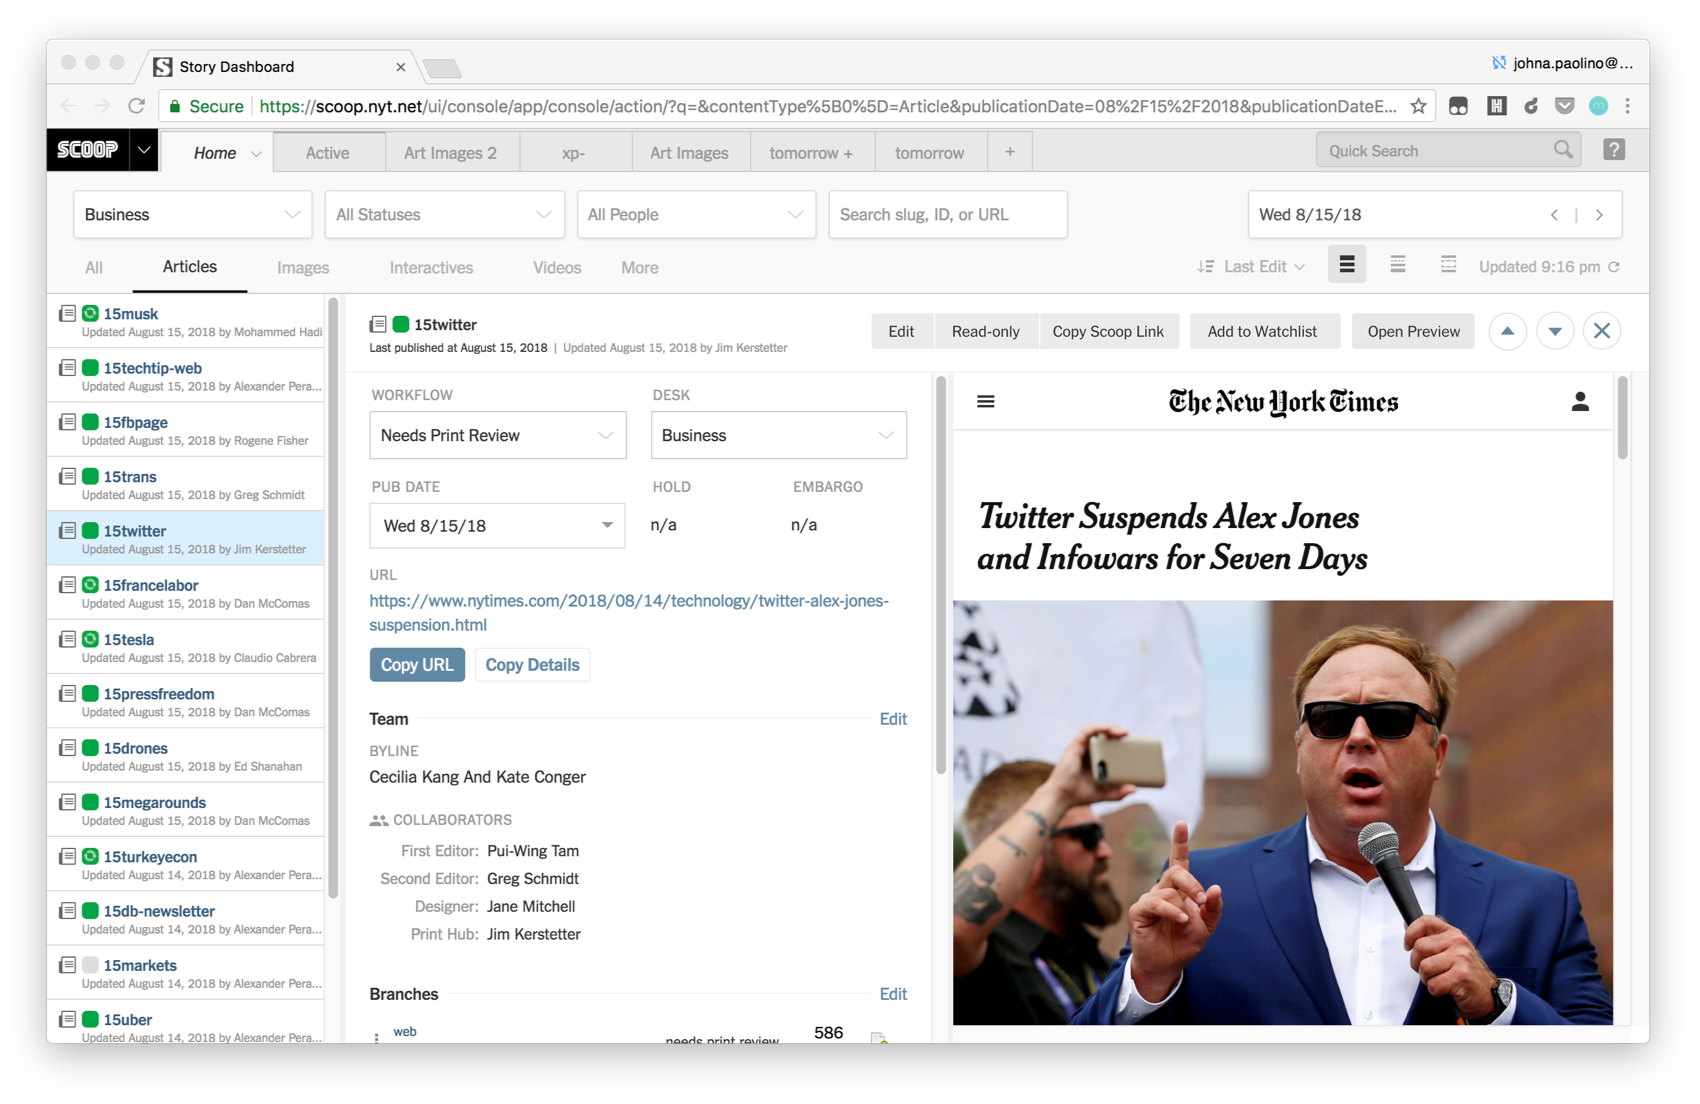 Story Dashboard
johna.paolino@...
Secure
https://scoop.nyt.net/ui/console/app/console/action/?q=&contentType%5B0%5D=Article&publicationDate=08%2F15%2F2018&publicationDateE...
SCOOP
Home
Active
Art Images 2
xp-
Art Images
tomorrow +
tomorrow
+
Quick Search
?
Business
All Statuses
All People
Search slug, ID, or URL
Wed 8/15/18
All
Articles
Images
Interactives
Videos
More
Last Edit
Updated 9:16 pm
15musk
Updated August 15, 2018 by Mohammed Hadi
15techtip-web
Updated August 15, 2018 by Alexander Pera...
15fbpage
Updated August 15, 2018 by Rogene Fisher
15trans
Updated August 15, 2018 by Greg Schmidt
15twitter
Updated August 15, 2018 by Jim Kerstetter
15francelabor
Updated August 15, 2018 by Dan McComas
15tesla
Updated August 15, 2018 by Claudio Cabrera
15pressfreedom
Updated August 15, 2018 by Dan McComas
15drones
Updated August 15, 2018 by Ed Shanahan
15megarounds
Updated August 15, 2018 by Dan McComas
15turkeyecon
Updated August 14, 2018 by Alexander Pera...
15db-newsletter
Updated August 14, 2018 by Alexander Pera...
15markets
Updated August 14, 2018 by Alexander Pera...
15uber
Updated August 14, 2018 by Alexander Pera...
15twitter
Last published at August 15, 2018 | Updated August 15, 2018 by Jim Kerstetter
Edit
Read-only
Copy Scoop Link
Add to Watchlist
Open Preview
WORKFLOW
DESK
Needs Print Review
Business
PUB DATE
HOLD
EMBARGO
Wed 8/15/18
n/a
n/a
URL
https://www.nytimes.com/2018/08/14/technology/twitter-alex-jones-
suspension.html
Copy URL
Copy Details
Team
Edit
BYLINE
Cecilia Kang And Kate Conger
COLLABORATORS
First Editor: Pui-Wing Tam
Second Editor: Greg Schmidt
Designer: Jane Mitchell
Print Hub: Jim Kerstetter
Branches
Edit
web
needs print review
586
The New York Times
Twitter Suspends Alex Jones
and Infowars for Seven Days